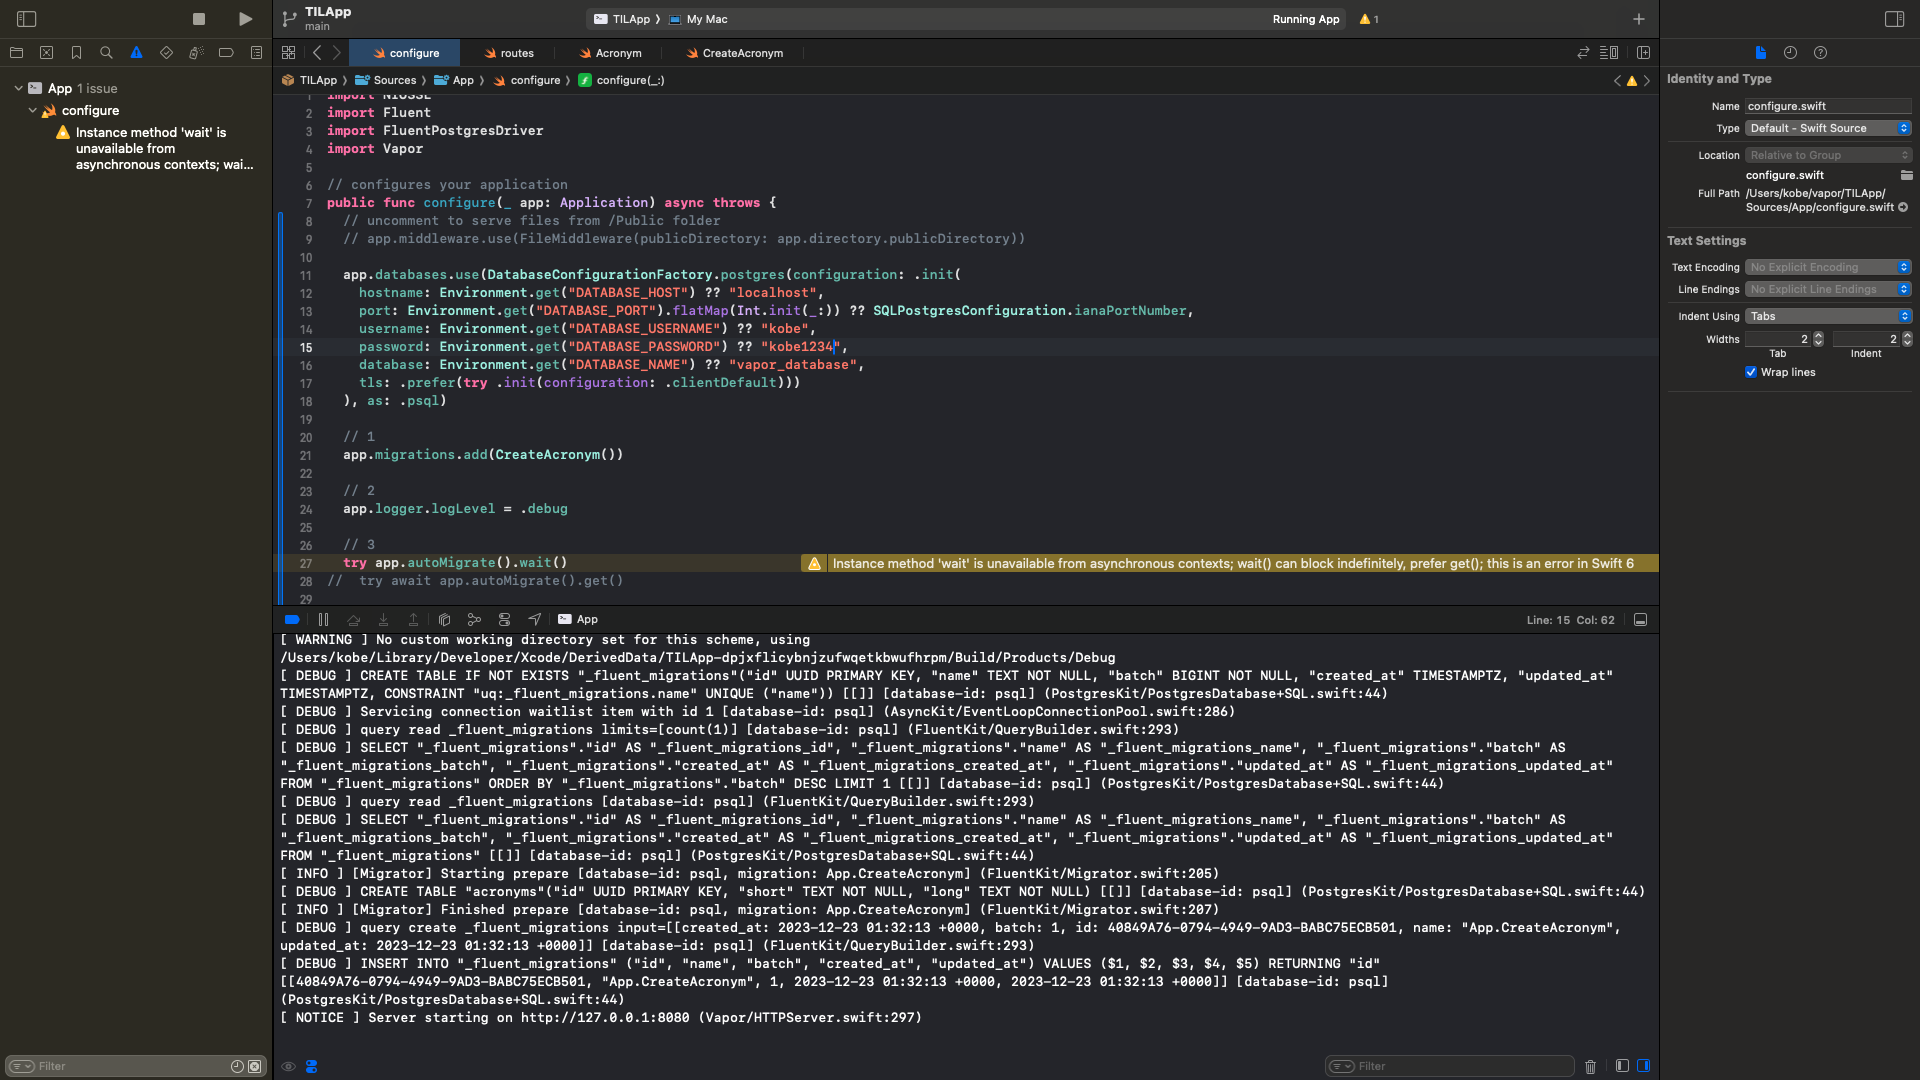 TILApp
main
TILApp 〉 My Mac
Running App
1
configure
routes
Acronym
CreateAcronym
TILApp 〉 Sources 〉 App 〉 configure 〉 configure(_:)
App 1 issue
configure
Instance method 'wait' is
unavailable from
asynchronous contexts; wai...
1 import NIOSSL
2 import Fluent
3 import FluentPostgresDriver
4 import Vapor
5
6 // configures your application
7 public func configure(_ app: Application) async throws {
8 // uncomment to serve files from /Public folder
9 // app.middleware.use(FileMiddleware(publicDirectory: app.directory.publicDirectory))
10
11 app.databases.use(DatabaseConfigurationFactory.postgres(configuration: .init(
12 hostname: Environment.get("DATABASE_HOST") ?? "localhost",
13 port: Environment.get("DATABASE_PORT").flatMap(Int.init(_:)) ?? SQLPostgresConfiguration.ianaPortNumber,
14 username: Environment.get("DATABASE_USERNAME") ?? "kobe",
15 password: Environment.get("DATABASE_PASSWORD") ?? "kobe1234",
16 database: Environment.get("DATABASE_NAME") ?? "vapor_database",
17 tls: .prefer(try .init(configuration: .clientDefault)))
18 ), as: .psql)
19
20 // 1
21 app.migrations.add(CreateAcronym())
22
23 // 2
24 app.logger.logLevel = .debug
25
26 // 3
27 try app.autoMigrate().wait()
Instance method 'wait' is unavailable from asynchronous contexts; wait() can block indefinitely, prefer get(); this is an error in Swift 6
28 // try await app.autoMigrate().get()
29
App
Line: 15 Col: 62
[ WARNING ] No custom working directory set for this scheme, using
/Users/kobe/Library/Developer/Xcode/DerivedData/TILApp-dpjxflicybnjzufwqetkbwufhrpm/Build/Products/Debug
[ DEBUG ] CREATE TABLE IF NOT EXISTS "_fluent_migrations"("id" UUID PRIMARY KEY, "name" TEXT NOT NULL, "batch" BIGINT NOT NULL, "created_at" TIMESTAMPTZ, "updated_at"
TIMESTAMPTZ, CONSTRAINT "uq:_fluent_migrations.name" UNIQUE ("name")) [[]] [database-id: psql] (PostgresKit/PostgresDatabase+SQL.swift:44)
[ DEBUG ] Servicing connection waitlist item with id 1 [database-id: psql] (AsyncKit/EventLoopConnectionPool.swift:286)
[ DEBUG ] query read _fluent_migrations limits=[count(1)] [database-id: psql] (FluentKit/QueryBuilder.swift:293)
[ DEBUG ] SELECT "_fluent_migrations"."id" AS "_fluent_migrations_id", "_fluent_migrations"."name" AS "_fluent_migrations_name", "_fluent_migrations"."batch" AS
"_fluent_migrations_batch", "_fluent_migrations"."created_at" AS "_fluent_migrations_created_at", "_fluent_migrations"."updated_at" AS "_fluent_migrations_updated_at"
FROM "_fluent_migrations" ORDER BY "_fluent_migrations"."batch" DESC LIMIT 1 [[]] [database-id: psql] (PostgresKit/PostgresDatabase+SQL.swift:44)
[ DEBUG ] query read _fluent_migrations [database-id: psql] (FluentKit/QueryBuilder.swift:293)
[ DEBUG ] SELECT "_fluent_migrations"."id" AS "_fluent_migrations_id", "_fluent_migrations"."name" AS "_fluent_migrations_name", "_fluent_migrations"."batch" AS
"_fluent_migrations_batch", "_fluent_migrations"."created_at" AS "_fluent_migrations_created_at", "_fluent_migrations"."updated_at" AS "_fluent_migrations_updated_at"
FROM "_fluent_migrations" [[]] [database-id: psql] (PostgresKit/PostgresDatabase+SQL.swift:44)
[ INFO ] [Migrator] Starting prepare [database-id: psql, migration: App.CreateAcronym] (FluentKit/Migrator.swift:205)
[ DEBUG ] CREATE TABLE "acronyms"("id" UUID PRIMARY KEY, "short" TEXT NOT NULL, "long" TEXT NOT NULL) [[]] [database-id: psql] (PostgresKit/PostgresDatabase+SQL.swift:44)
[ INFO ] [Migrator] Finished prepare [database-id: psql, migration: App.CreateAcronym] (FluentKit/Migrator.swift:207)
[ DEBUG ] query create _fluent_migrations input=[[created_at: 2023-12-23 01:32:13 +0000, batch: 1, id: 40849A76-0794-4949-9AD3-BABC75ECB501, name: "App.CreateAcronym",
updated_at: 2023-12-23 01:32:13 +0000]] [database-id: psql] (FluentKit/QueryBuilder.swift:293)
[ DEBUG ] INSERT INTO "_fluent_migrations" ("id", "name", "batch", "created_at", "updated_at") VALUES ($1, $2, $3, $4, $5) RETURNING "id"
[[40849A76-0794-4949-9AD3-BABC75ECB501, "App.CreateAcronym", 1, 2023-12-23 01:32:13 +0000, 2023-12-23 01:32:13 +0000]] [database-id: psql]
(PostgresKit/PostgresDatabase+SQL.swift:44)
[ NOTICE ] Server starting on http://127.0.0.1:8080 (Vapor/HTTPServer.swift:297)
Filter
Filter
Identity and Type
Name configure.swift
Type Default - Swift Source
Location Relative to Group
configure.swift
Full Path /Users/kobe/vapor/TILApp/
Sources/App/configure.swift
Text Settings
Text Encoding No Explicit Encoding
Line Endings No Explicit Line Endings
Indent Using Tabs
Widths 2 2
Tab Indent
Wrap lines